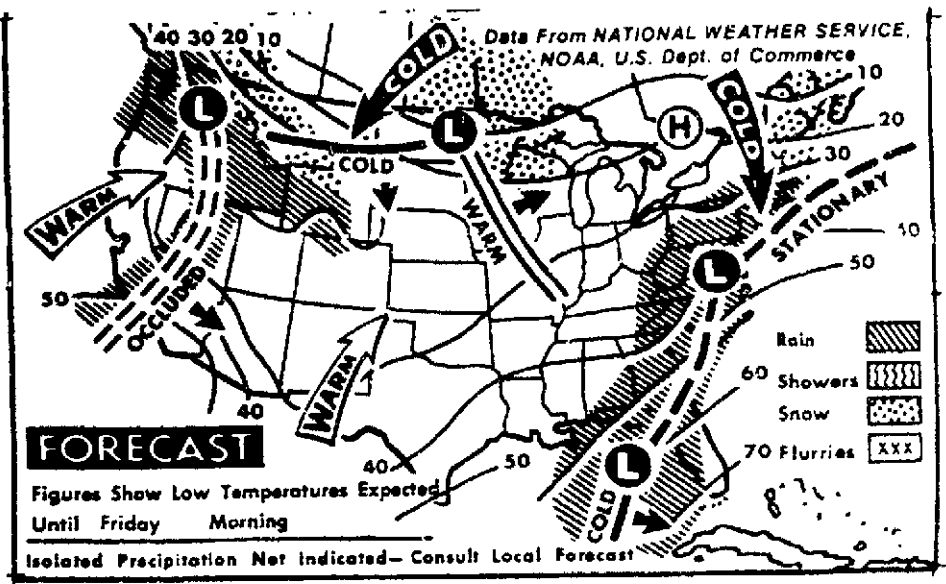 40 30 20 10
Data From NATIONAL WEATHER SERVICE,
NOAA, U.S. Dept. of Commerce
COLD
COLD
10
20
30
L
L
H
COLD
WARM
WARM
STATIONARY
40
50
L
50
OCCLUDED
WARM
40
40
50
60
70
L
COLD
Rain
Showers
Snow
Flurries XXX
FORECAST
Figures Show Low Temperatures Expected
Until Friday Morning
Isolated Precipitation Not Indicated– Consult Local Forecast